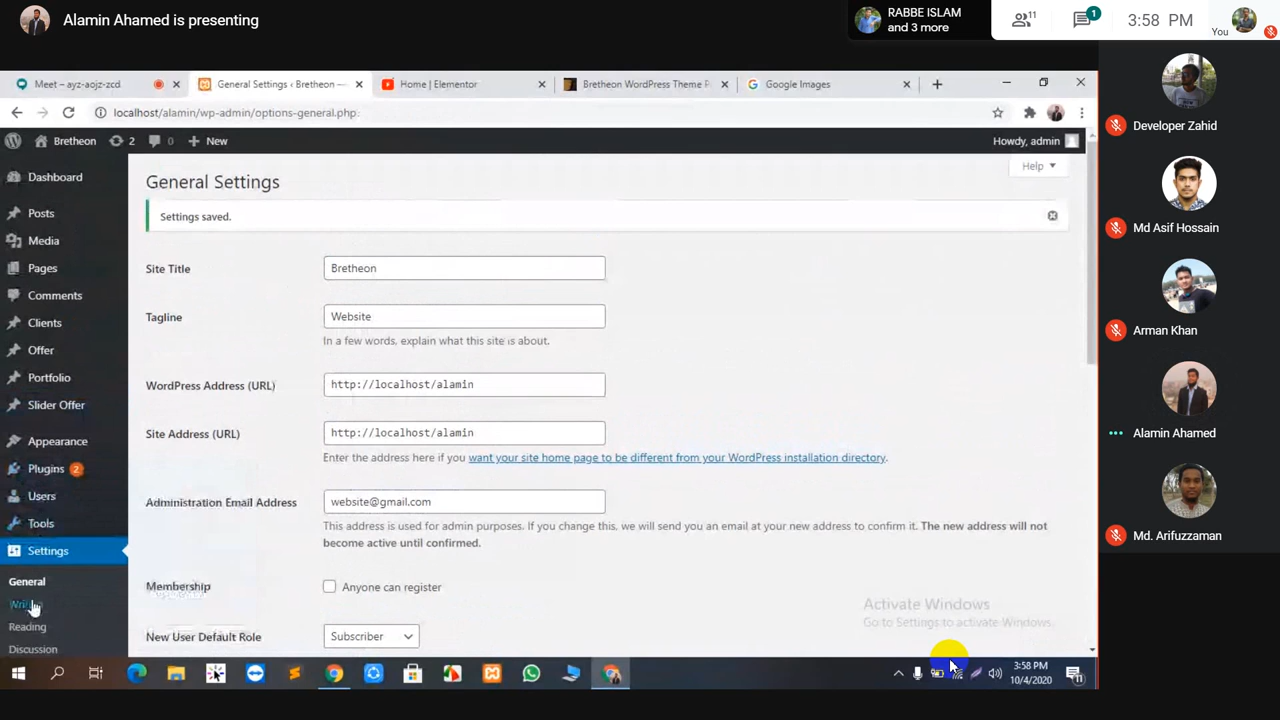 Alamin Ahamed is presenting
RABBE ISLAM
and 3 more
11
1
3:58 PM
You
Meet – ayz-aojz-zcd
General Settings ‹ Bretheon —
Home | Elementor
Bretheon WordPress Theme P
Google Images
localhost/alamin/wp-admin/options-general.php
Bretheon
2
0
New
Howdy, admin
Dashboard
Posts
Media
Pages
Comments
Clients
Offer
Portfolio
Slider Offer
Appearance
Plugins 2
Users
Tools
Settings
General
Reading
Discussion
Help
General Settings
Settings saved.
Site Title
Bretheon
Tagline
Website
In a few words, explain what this site is about.
WordPress Address (URL)
http://localhost/alamin
Site Address (URL)
http://localhost/alamin
Enter the address here if you want your site home page to be different from your WordPress installation directory.
Administration Email Address
website@gmail.com
This address is used for admin purposes. If you change this, we will send you an email at your new address to confirm it. The new address will not
become active until confirmed.
Membership
Anyone can register
New User Default Role
Subscriber
Activate Windows
Go to Settings to activate Windows.
3:58 PM
10/4/2020
11
Developer Zahid
Md Asif Hossain
Arman Khan
Alamin Ahamed
Md. Arifuzzaman